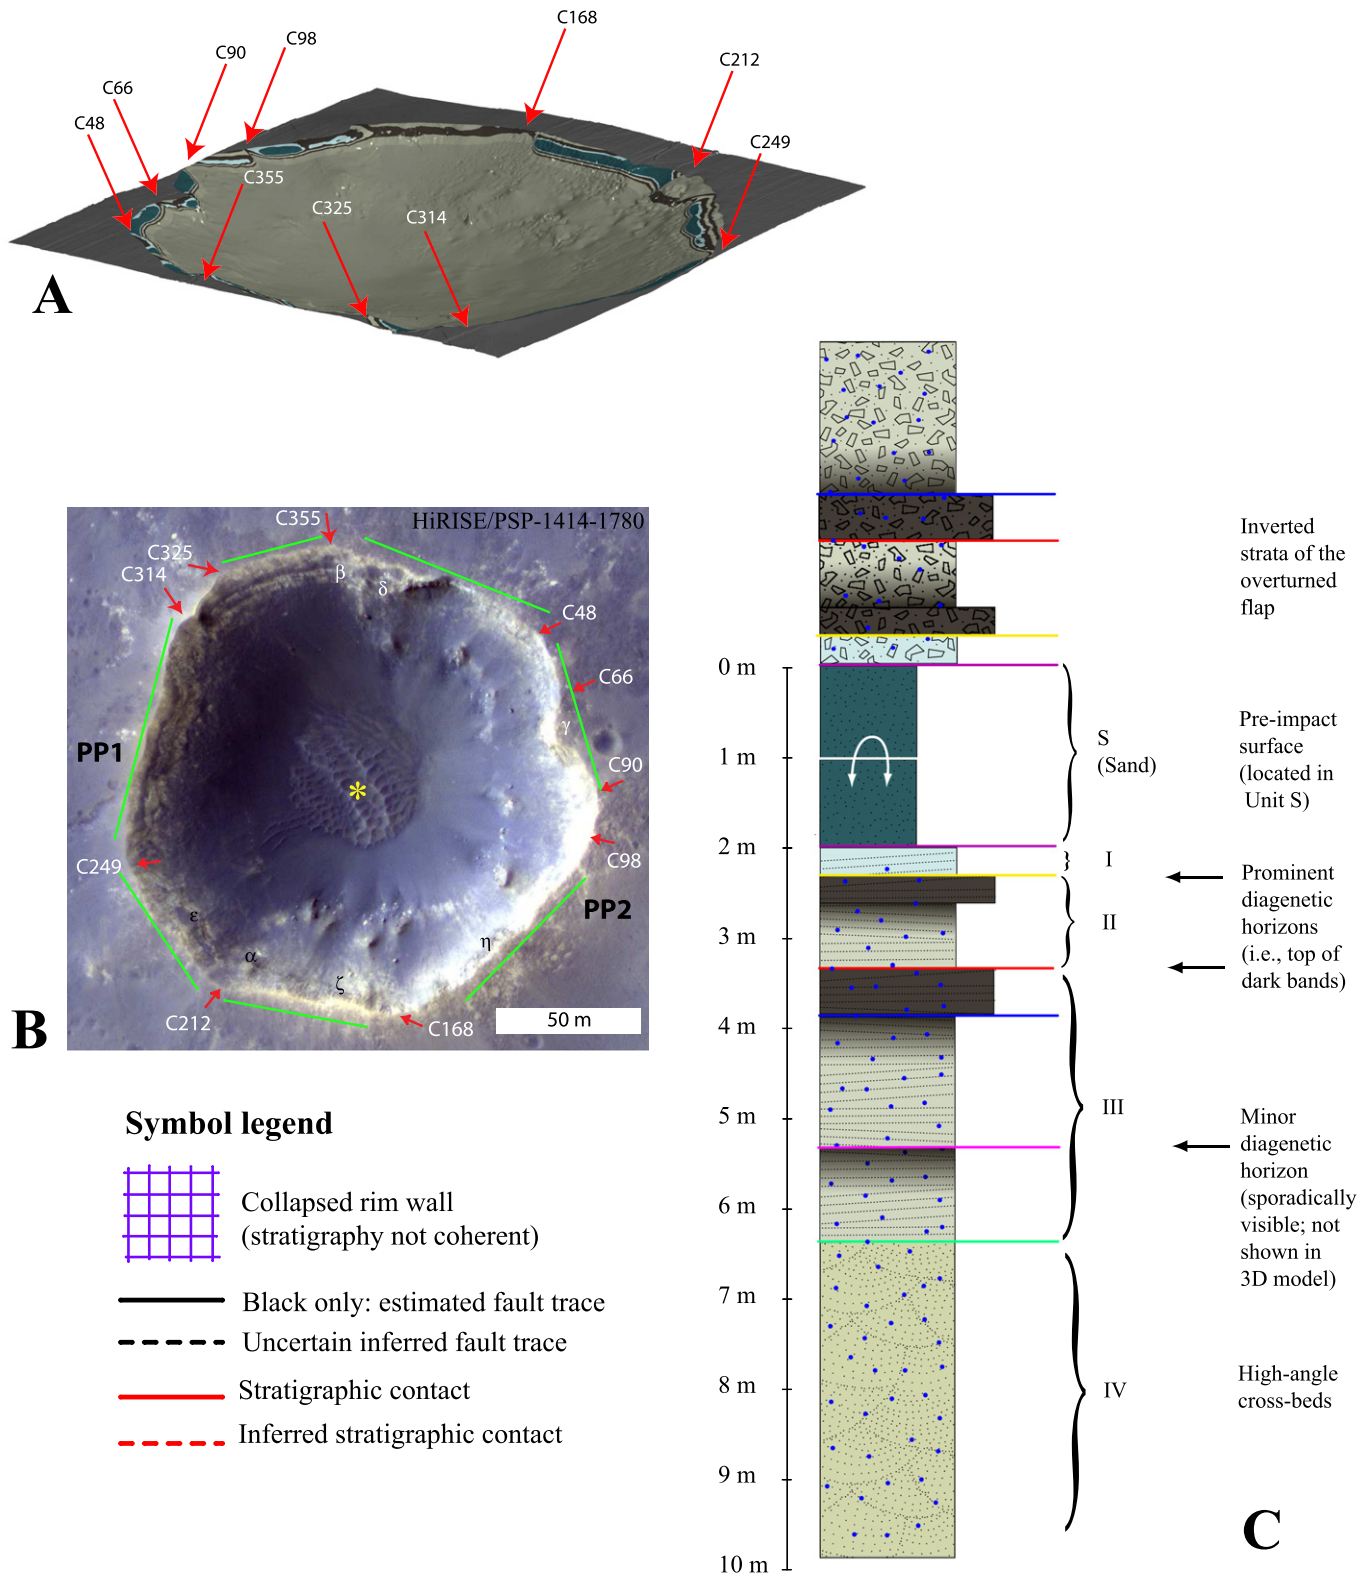 C168
C98
C90
C212
C66
C48
C249
C355
C325
C314
A
HiRISE/PSP-1414-1780
C355
C325
C314
β
δ
C48
C66
γ
PP1
C90
*
C98
C249
PP2
ε
η
α
ζ
50 m
C212
C168
B
Symbol legend
Collapsed rim wall
(stratigraphy not coherent)
Black only: estimated fault trace
Uncertain inferred fault trace
Stratigraphic contact
Inferred stratigraphic contact
Inverted
strata of the
overturned
flap
0 m
1 m
2 m
3 m
4 m
5 m
6 m
7 m
8 m
9 m
10 m
S
(Sand)
I
II
III
IV
Pre-impact
surface
(located in
Unit S)
Prominent
diagenetic
horizons
(i.e., top of
dark bands)
Minor
diagenetic
horizon
(sporadically
visible; not
shown in
3D model)
High-angle
cross-beds
C